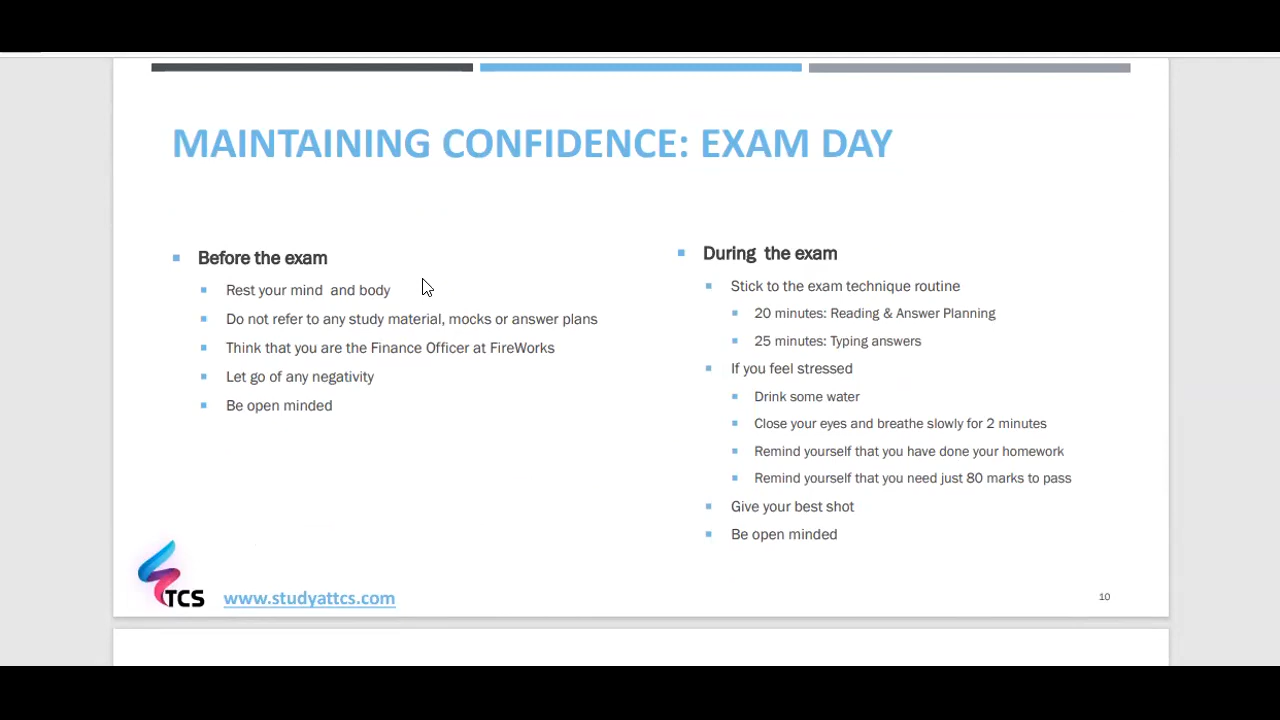 MAINTAINING CONFIDENCE: EXAM DAY
Before the exam
Rest your mind and body
Do not refer to any study material, mocks or answer plans
Think that you are the Finance Officer at FireWorks
Let go of any negativity
Be open minded
During the exam
Stick to the exam technique routine
20 minutes: Reading & Answer Planning
25 minutes: Typing answers
If you feel stressed
Drink some water
Close your eyes and breathe slowly for 2 minutes
Remind yourself that you have done your homework
Remind yourself that you need just 80 marks to pass
Give your best shot
Be open minded
TCS
www.studyattcs.com
10